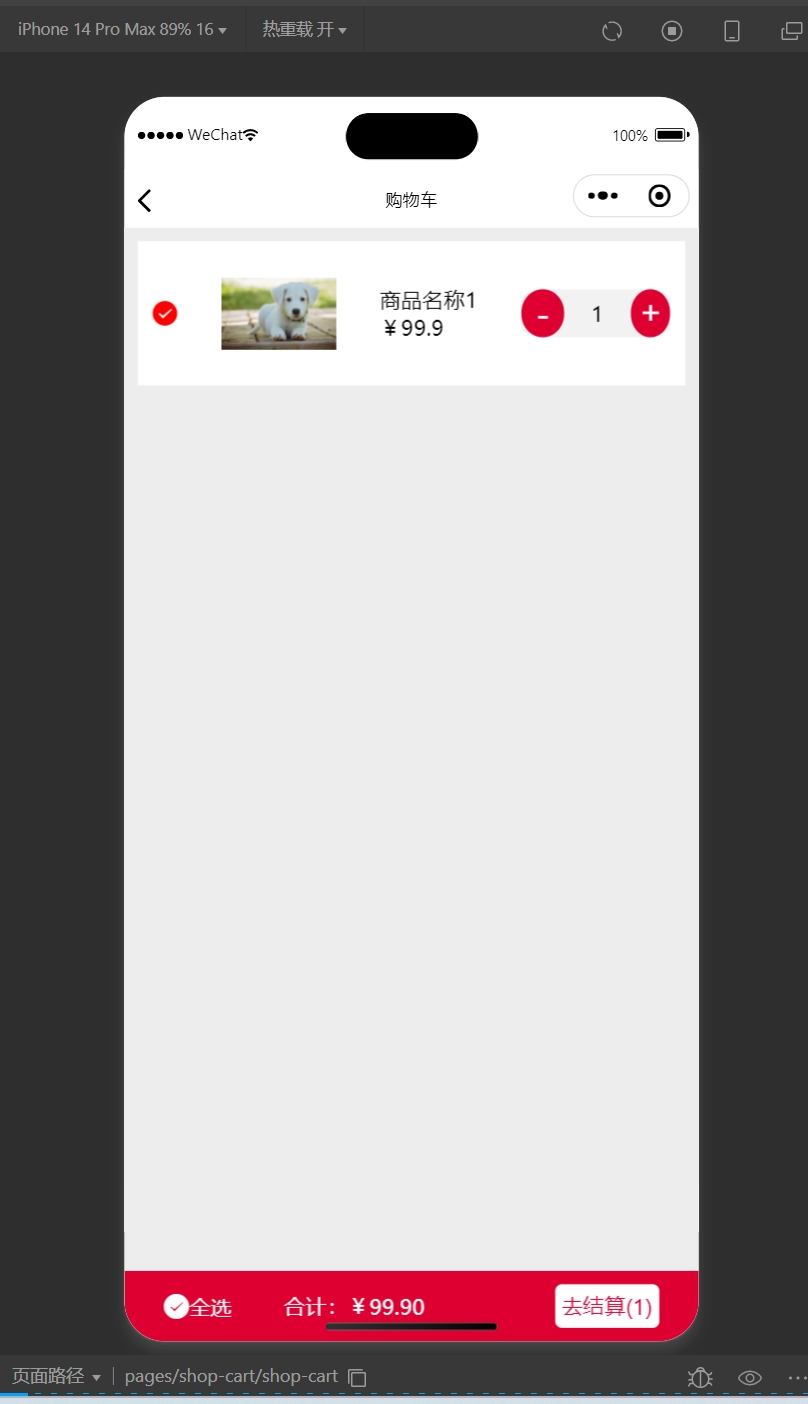 iPhone 14 Pro Max 89% 16 热重载 开
WeChat 100%
购物车
商品名称1
￥99.9
- 1 +
全选 合计：￥99.90 去结算(1)
页面路径 pages/shop-cart/shop-cart